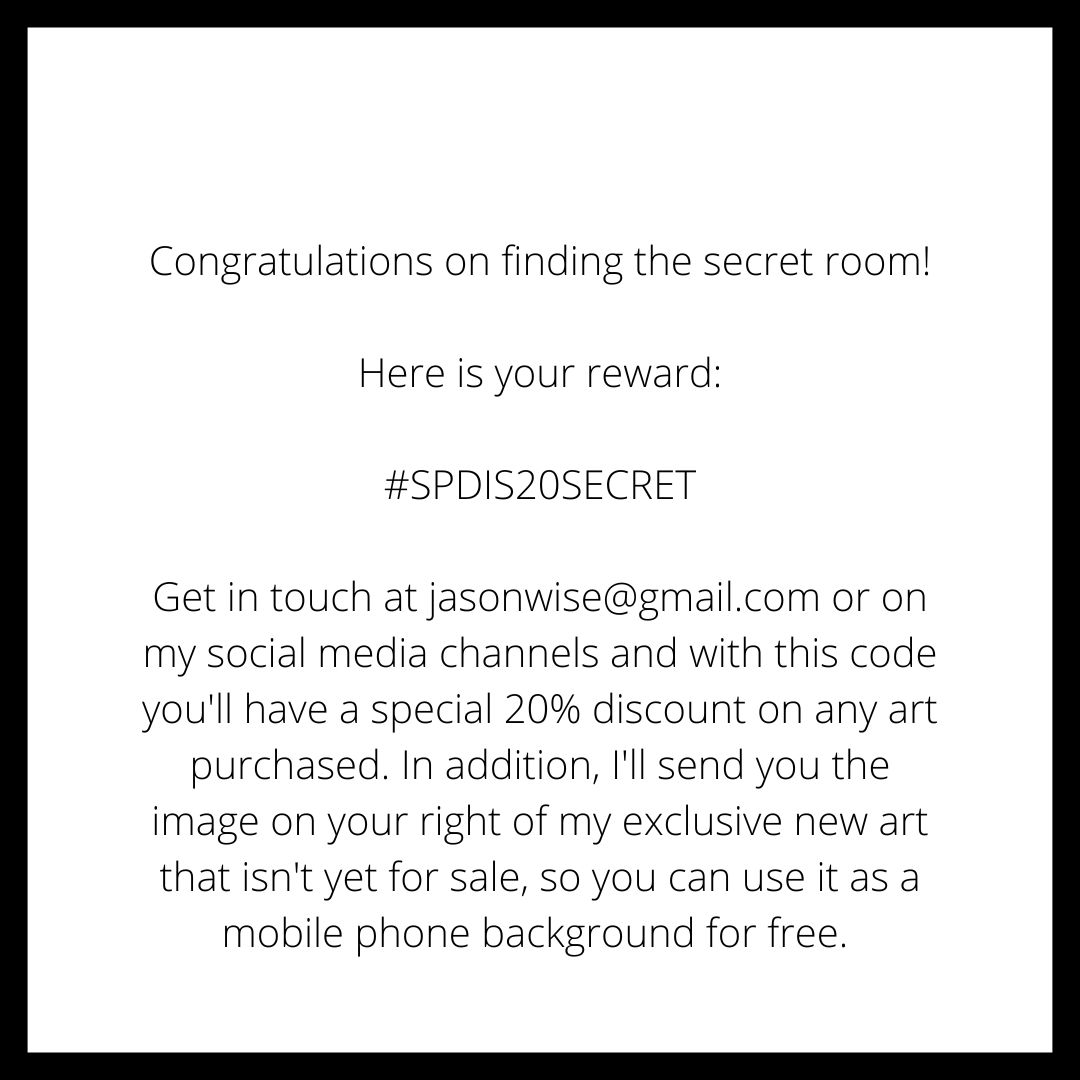 Congratulations on finding the secret room!
Here is your reward:
#SPDIS20SECRET
Get in touch at jasonwise@gmail.com or on
my social media channels and with this code
you'll have a special 20% discount on any art
purchased. In addition, I'll send you the
image on your right of my exclusive new art
that isn't yet for sale, so you can use it as a
mobile phone background for free.